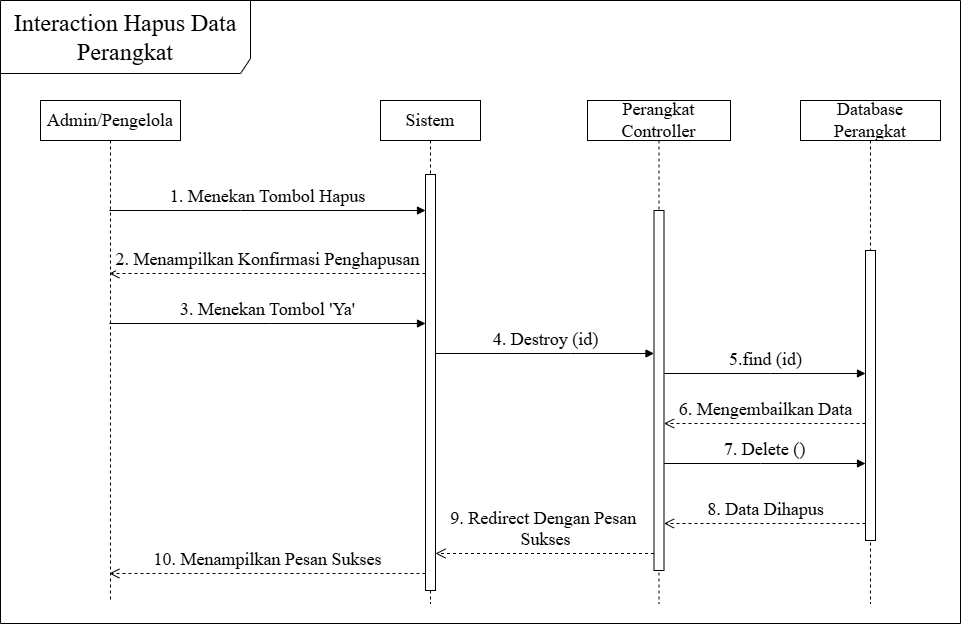 Interaction Hapus Data
Perangkat
Admin/Pengelola
Sistem
Perangkat
Controller
Database
Perangkat
1. Menekan Tombol Hapus
2. Menampilkan Konfirmasi Penghapusan
3. Menekan Tombol 'Ya'
4. Destroy (id)
5.find (id)
6. Mengembailkan Data
7. Delete ()
8. Data Dihapus
9. Redirect Dengan Pesan
Sukses
10. Menampilkan Pesan Sukses